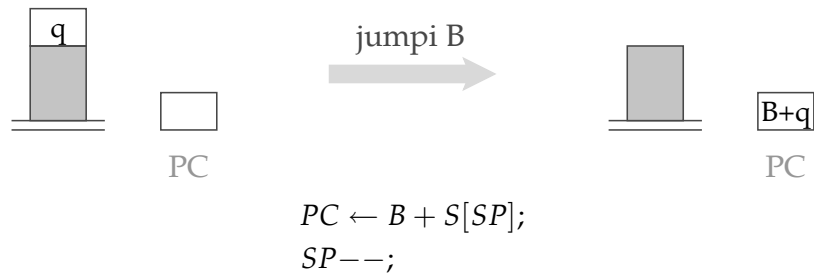 q
jumpi B
B+q
PC
PC
PC ← B + S[SP];
SP−−;